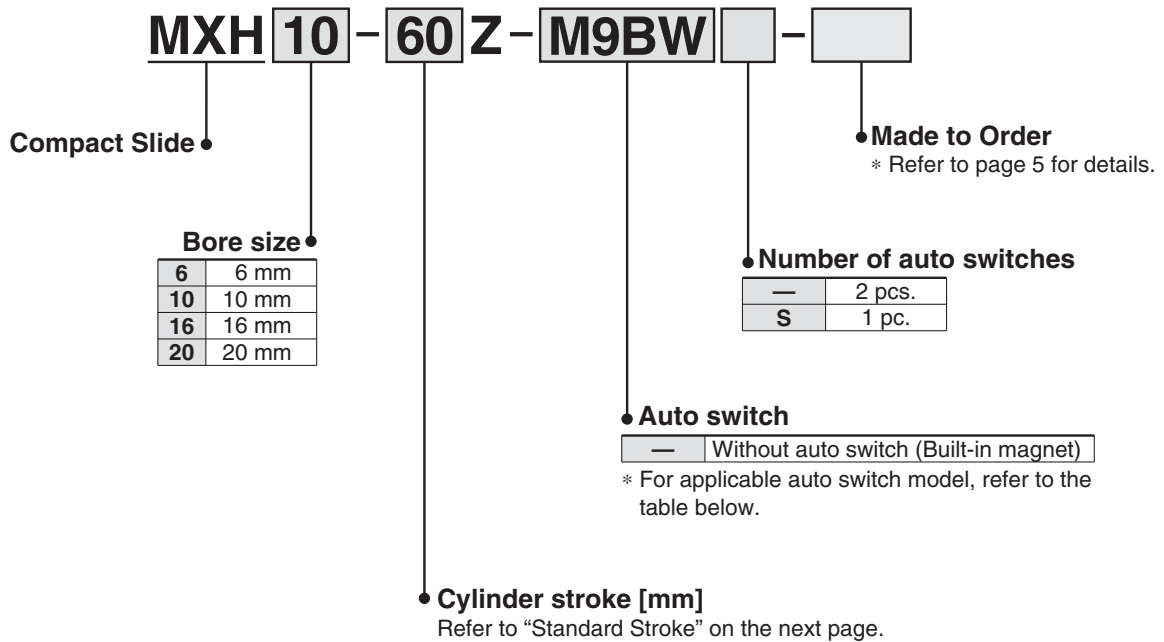 MXH 10 - 60 Z - M9BW -
Compact Slide
Made to Order
* Refer to page 5 for details.
Bore size
6 6 mm
10 10 mm
16 16 mm
20 20 mm
Number of auto switches
— 2 pcs.
S 1 pc.
Auto switch
— Without auto switch (Built-in magnet)
* For applicable auto switch model, refer to the
table below.
Cylinder stroke [mm]
Refer to “Standard Stroke” on the next page.